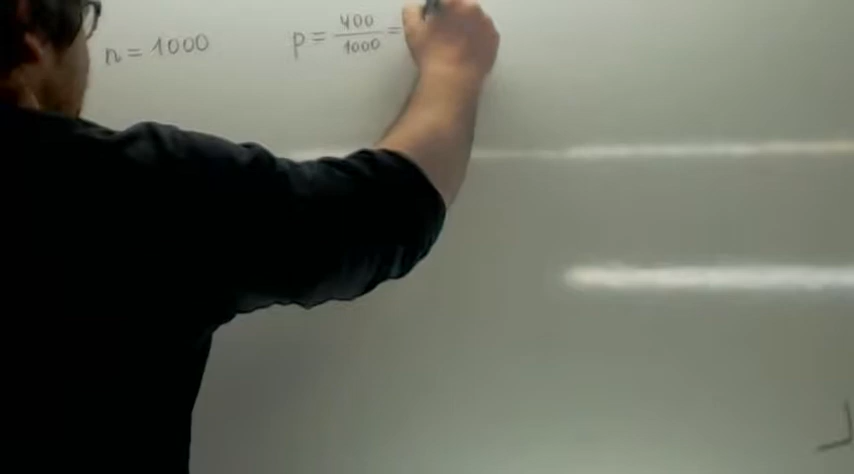 n = 1000
p = 400/1000 =